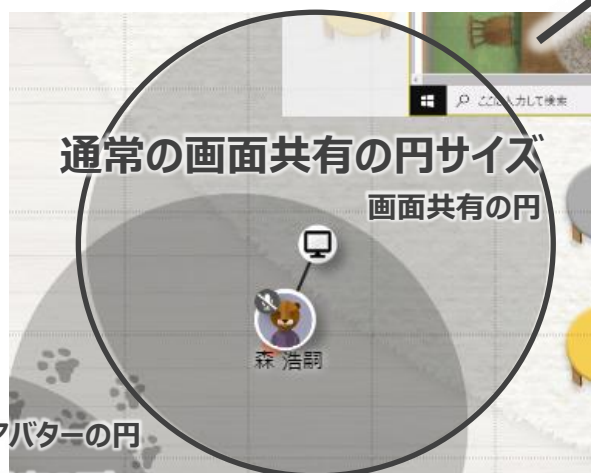 ここに入力して検索
通常の画面共有の円サイズ
画面共有の円
森 浩嗣
アバターの円